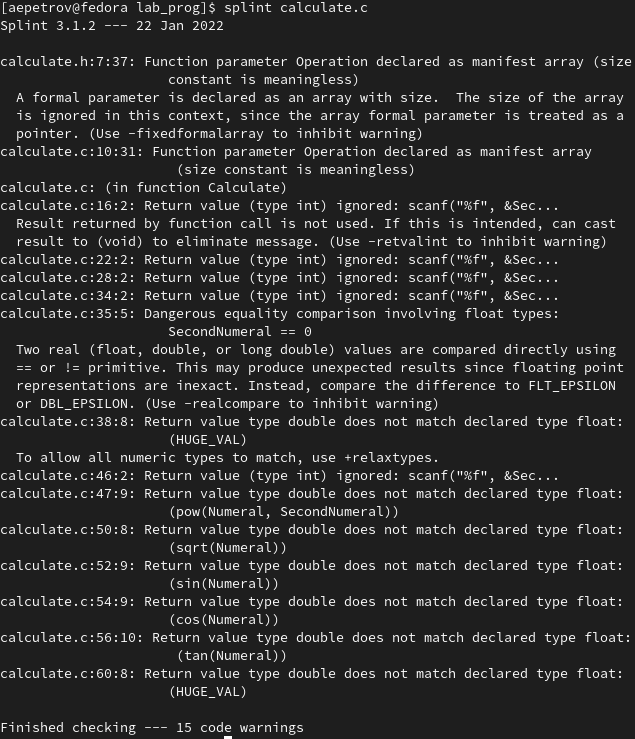 [aepetrov@fedora lab_prog]$ splint calculate.c
Splint 3.1.2 --- 22 Jan 2022

calculate.h:7:37: Function parameter Operation declared as manifest array (size
                     constant is meaningless)
  A formal parameter is declared as an array with size.  The size of the array
  is ignored in this context, since the array formal parameter is treated as a
  pointer. (Use -fixedformalarray to inhibit warning)
calculate.c:10:31: Function parameter Operation declared as manifest array
                      (size constant is meaningless)
calculate.c: (in function Calculate)
calculate.c:16:2: Return value (type int) ignored: scanf("%f", &Sec...
  Result returned by function call is not used. If this is intended, can cast
  result to (void) to eliminate message. (Use -retvalint to inhibit warning)
calculate.c:22:2: Return value (type int) ignored: scanf("%f", &Sec...
calculate.c:28:2: Return value (type int) ignored: scanf("%f", &Sec...
calculate.c:34:2: Return value (type int) ignored: scanf("%f", &Sec...
calculate.c:35:5: Dangerous equality comparison involving float types:
                     SecondNumeral == 0
  Two real (float, double, or long double) values are compared directly using
  == or != primitive. This may produce unexpected results since floating point
  representations are inexact. Instead, compare the difference to FLT_EPSILON
  or DBL_EPSILON. (Use -realcompare to inhibit warning)
calculate.c:38:8: Return value type double does not match declared type float:
                     (HUGE_VAL)
  To allow all numeric types to match, use +relaxtypes.
calculate.c:46:2: Return value (type int) ignored: scanf("%f", &Sec...
calculate.c:47:9: Return value type double does not match declared type float:
                     (pow(Numeral, SecondNumeral))
calculate.c:50:8: Return value type double does not match declared type float:
                     (sqrt(Numeral))
calculate.c:52:9: Return value type double does not match declared type float:
                     (sin(Numeral))
calculate.c:54:9: Return value type double does not match declared type float:
                     (cos(Numeral))
calculate.c:56:10: Return value type double does not match declared type float:
                      (tan(Numeral))
calculate.c:60:8: Return value type double does not match declared type float:
                     (HUGE_VAL)

Finished checking --- 15 code warnings